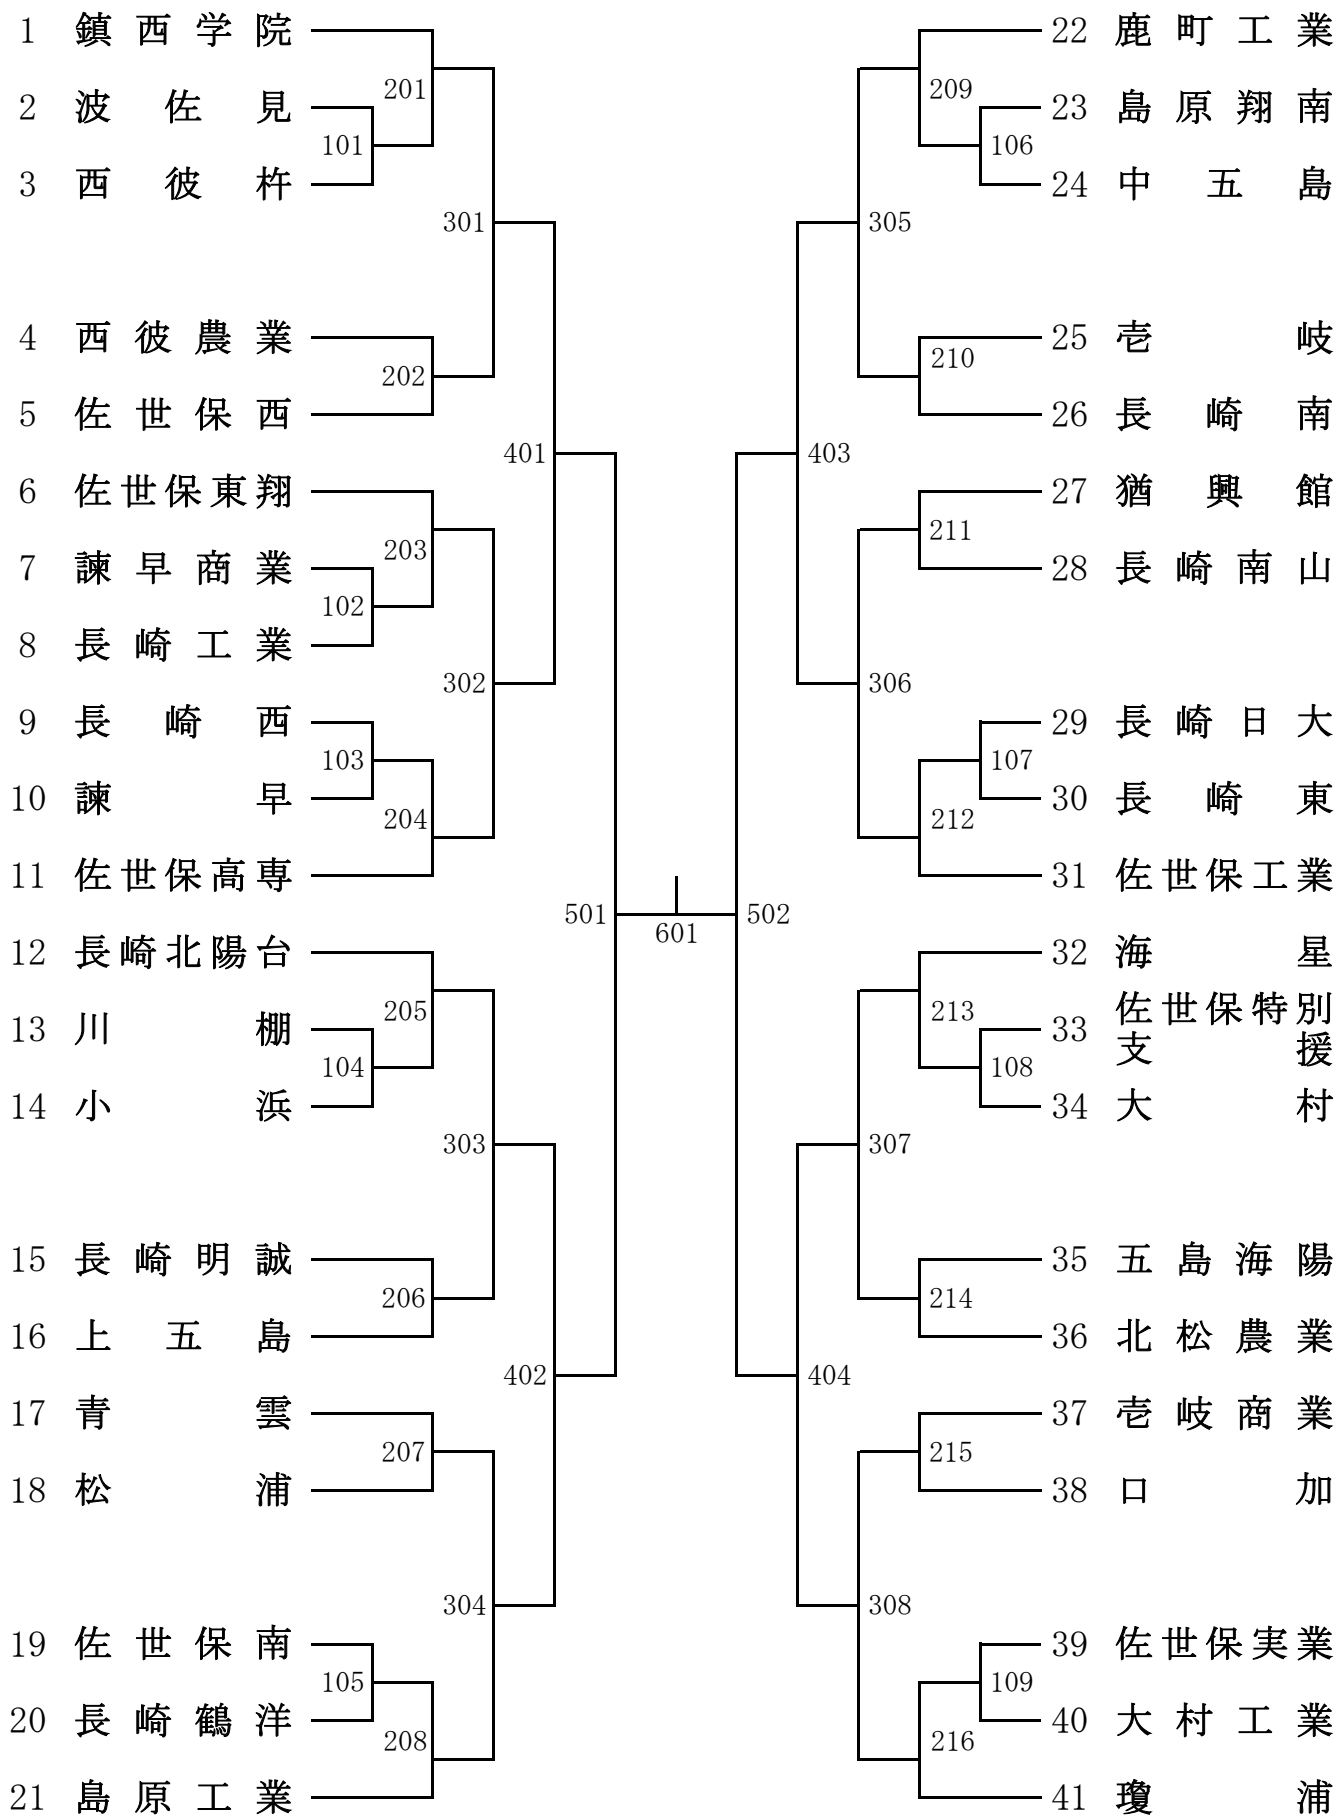 1 鎮西学院
201
2 波佐見
101
3 西彼杵
301
4 西彼農業
202
5 佐世保西
401
6 佐世保東翔
203
7 諫早商業
102
8 長崎工業
302
9 長崎西
103
10 諫早
204
11 佐世保高専
501
12 長崎北陽台
205
13 川棚
104
14 小浜
303
15 長崎明誠
206
16 上五島
402
17 青雲
207
18 松浦
304
19 佐世保南
105
20 長崎鶴洋
208
21 島原工業
601
22 鹿町工業
209
23 島原翔南
106
24 中五島
305
25 壱岐
210
26 長崎南
403
27 猶興館
211
28 長崎南山
306
29 長崎日大
107
30 長崎東
212
31 佐世保工業
502
32 海星
213
33 佐世保特別
支援
108
34 大村
307
35 五島海陽
214
36 北松農業
404
37 壱岐商業
215
38 口加
308
39 佐世保実業
109
40 大村工業
216
41 瓊浦